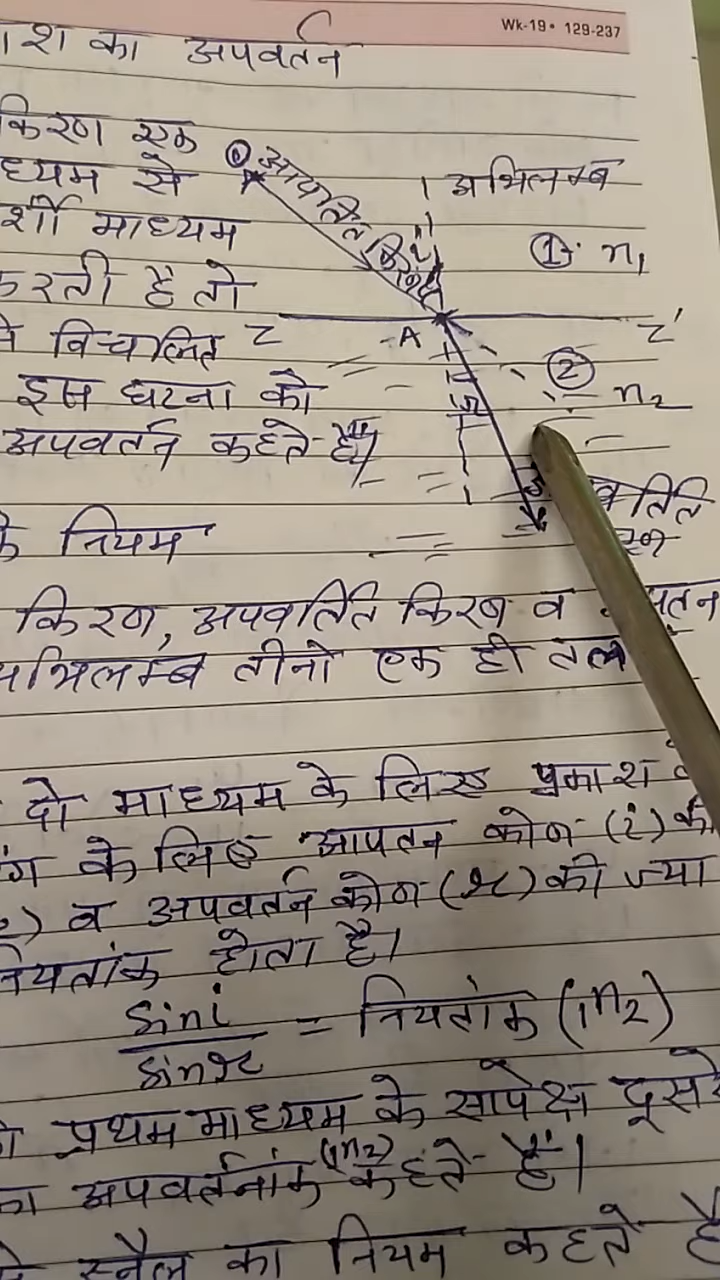 Wk-19 • 129-237
श का अपवर्तन
किरण एक
ध्यम से
र्शी माध्यम
करती है तो
विचलित
इस घटना को
अपवर्तन कहते है।
आपतित किरण
अभिलम्ब
i
① n₁
Z A Z'
② n₂
r
नियम
किरण, अपवर्तित किरण व
अभिलम्ब तीनो एक ही तल
दो माध्यम के लिए प्रकाश
के लिए आपतन कोण (i) की
व अपवर्तन कोण (r) की ज्या
नियतांक होता है।
sin i / sin r = नियतांक (₁n₂)
प्रथम माध्यम के सापेक्ष दूसरे
का अपवर्तनांक (₁n₂) कहते है।
स्नैल का नियम कहते है